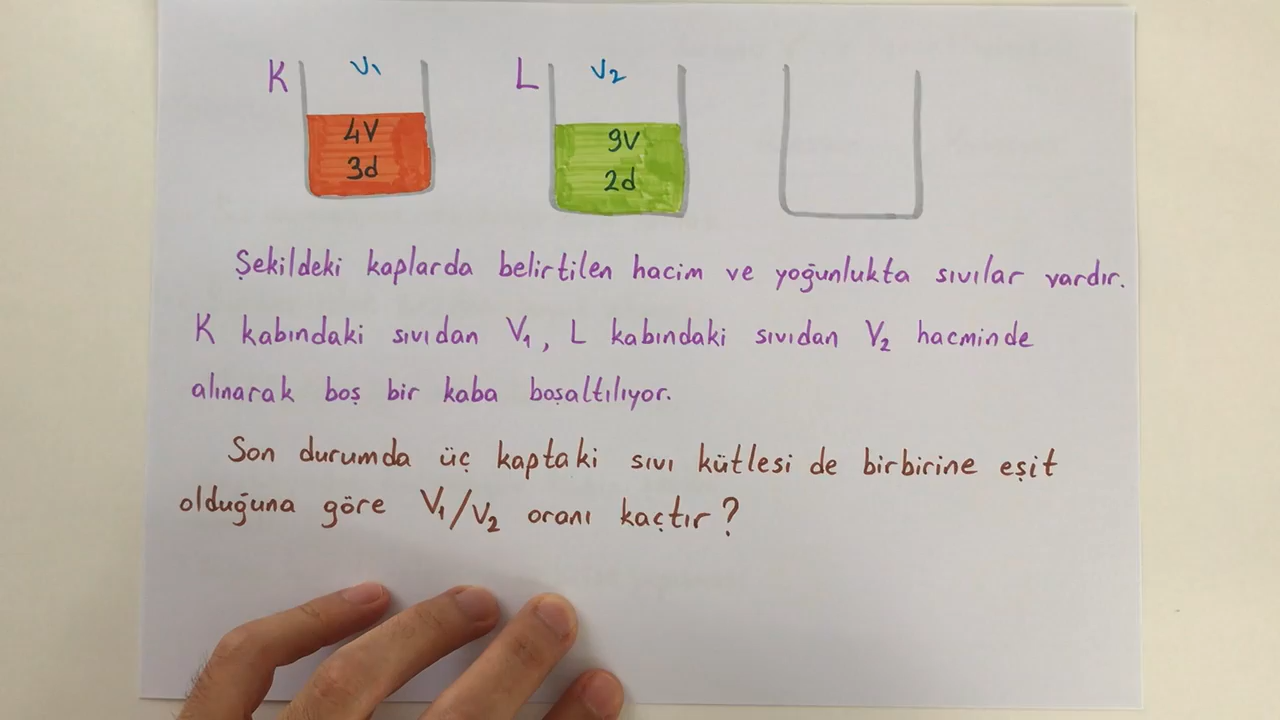 K V₁ L V₂
4V 9V
3d 2d
Şekildeki kaplarda belirtilen hacim ve yoğunlukta sıvılar vardır.
K kabındaki sıvıdan V₁, L kabındaki sıvıdan V₂ hacminde
alınarak boş bir kaba boşaltılıyor.
Son durumda üç kaptaki sıvı kütlesi de birbirine eşit
olduğuna göre V₁/V₂ oranı kaçtır?